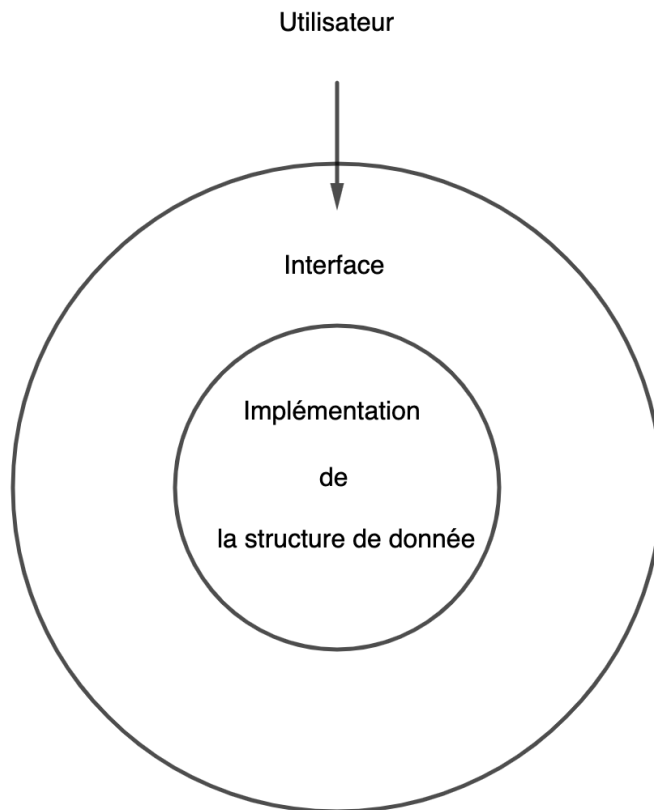 Utilisateur
Interface
Implémentation
de
la structure de donnée